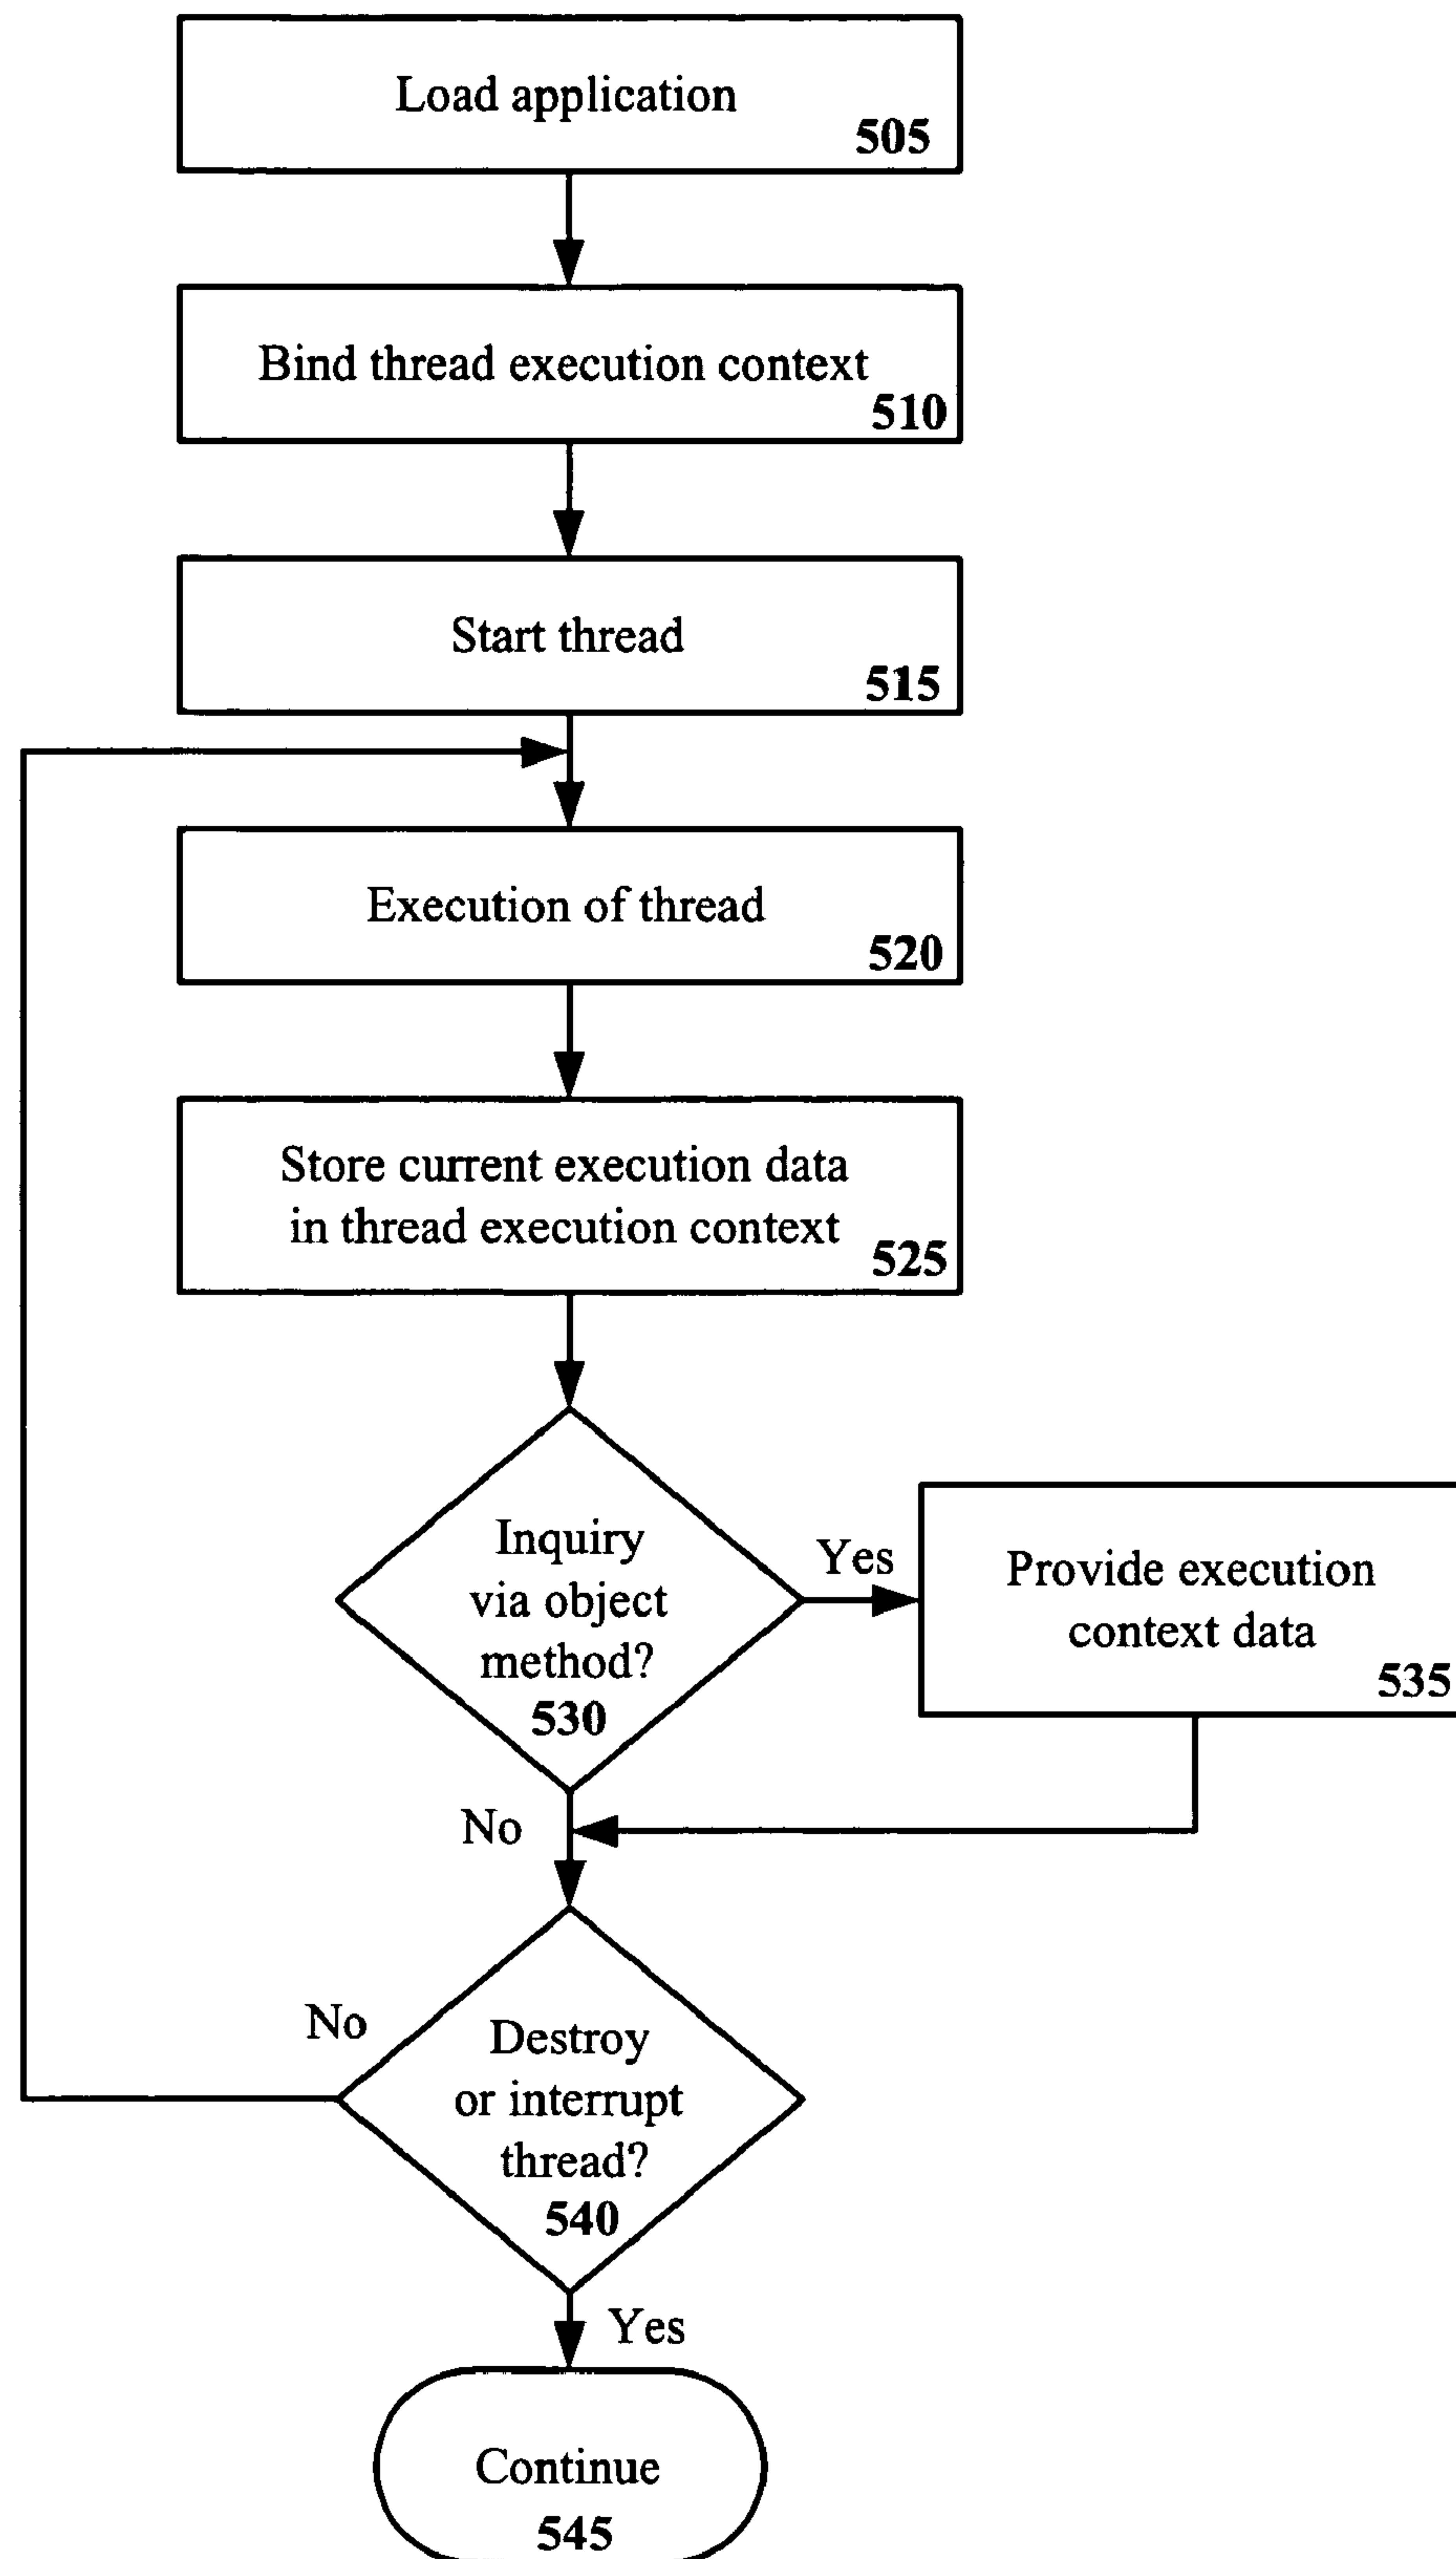 Load application
505
Bind thread execution context
510
Start thread
515
Execution of thread
520
Store current execution data
in thread execution context
525
Inquiry
via object
method?
530
Yes
Provide execution
context data
535
No
No
Destroy
or interrupt
thread?
540
Yes
Continue
545